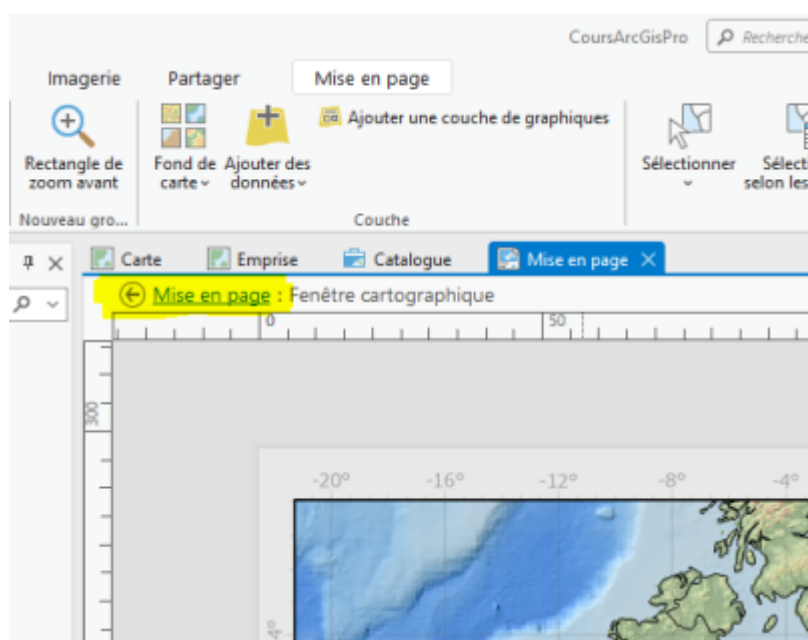 CoursArcGisPro Recherche
Imagerie Partager Mise en page
Ajouter une couche de graphiques
Rectangle de zoom avant
Fond de carte
Ajouter des données
Sélectionner
selon les
Nouveau gro... Couche
Carte Emprise Catalogue Mise en page
Mise en page : Fenêtre cartographique
0 50
300
-20° -16° -12° -8° -4°